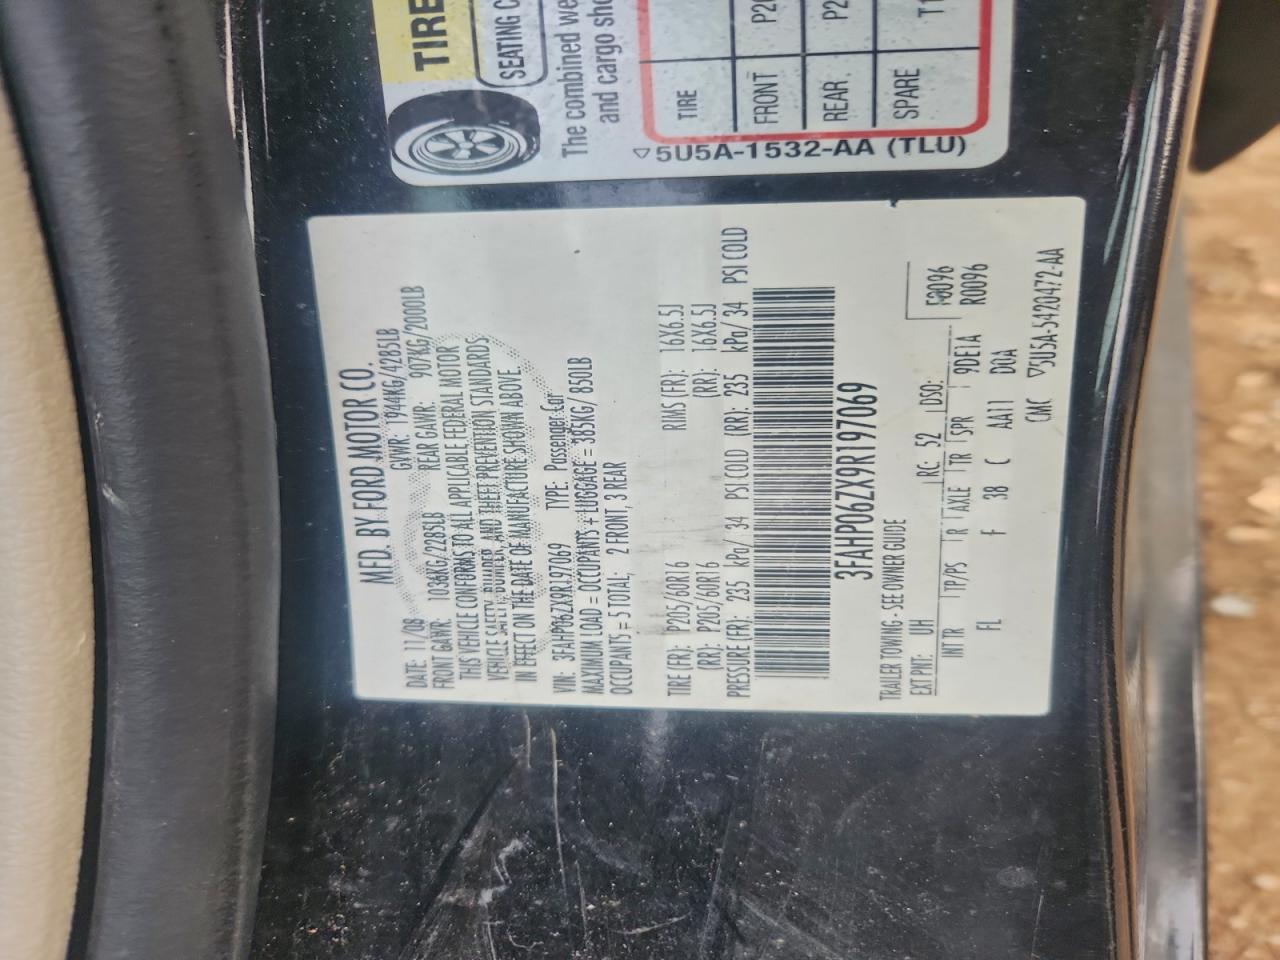 TIRE
SEATING C
The combined we
and cargo sho
TIRE
FRONT P20
REAR P2
SPARE T1
5U5A-1532-AA (TLU)
MFD. BY FORD MOTOR CO.
DATE: 11/08 GVWR: 1944KG/4285LB
FRONT GAWR: 1036KG/2285LB REAR GAWR: 907KG/2000LB
THIS VEHICLE CONFORMS TO ALL APPLICABLE FEDERAL MOTOR
VEHICLE SAFETY, BUMPER, AND THEFT PREVENTION STANDARDS
IN EFFECT ON THE DATE OF MANUFACTURE SHOWN ABOVE.
VIN: 3FAHP06ZX9R197069 TYPE: Passenger Car
MAXIMUM LOAD = OCCUPANTS + LUGGAGE = 385KG/ 850LB
OCCUPANTS = 5 TOTAL; 2 FRONT, 3 REAR
TIRE (FR): P205/60R16 RIMS (FR): 16X6.5J
(RR): P205/60R16 (RR): 16X6.5J
PRESSURE (FR): 235 kPa/ 34 PSI COLD (RR): 235 kPa/ 34 PSI COLD
3FAHP06ZX9R197069
TRAILER TOWING - SEE OWNER GUIDE
EXT PNT: UH RC: 52 DSO: F0096
INT TR TP/PS R AXLE TR SPR 9DE1A R0096
FL F 38 C AA11 DOA
CMC 5U5A-5420472-AA